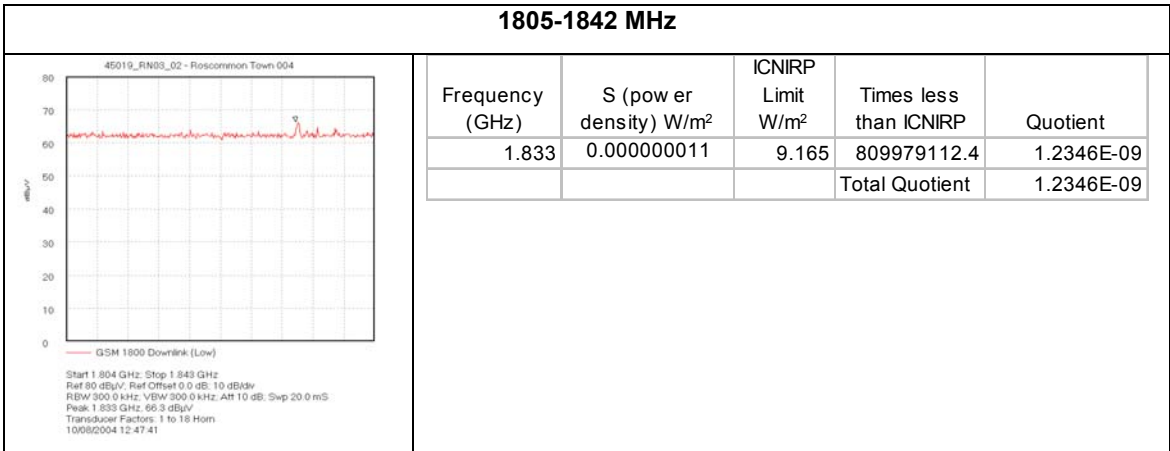 1805-1842 MHz
45019_RN03_02 - Roscommon Town 004
80
70
60
50
40
30
20
10
0
dBµV
GSM 1800 Downlink (Low)
Start 1.804 GHz; Stop 1.843 GHz
Ref 80 dBµV; Ref Offset 0.0 dB; 10 dB/div
RBW 300.0 kHz; VBW 300.0 kHz; Att 10 dB; Swp 20.0 mS
Peak 1.833 GHz, 66.3 dBµV
Transducer Factors: 1 to 18 Horn
10/08/2004 12:47:41
Frequency (GHz) S (pow er density) W/m² ICNIRP Limit W/m² Times less than ICNIRP Quotient
1.833 0.000000011 9.165 809979112.4 1.2346E-09
Total Quotient 1.2346E-09